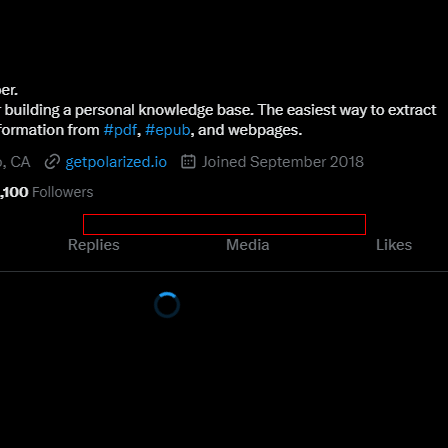 er.
building a personal knowledge base. The easiest way to extract
formation from #pdf, #epub, and webpages.
, CA getpolarized.io Joined September 2018
,100 Followers
Replies Media Likes